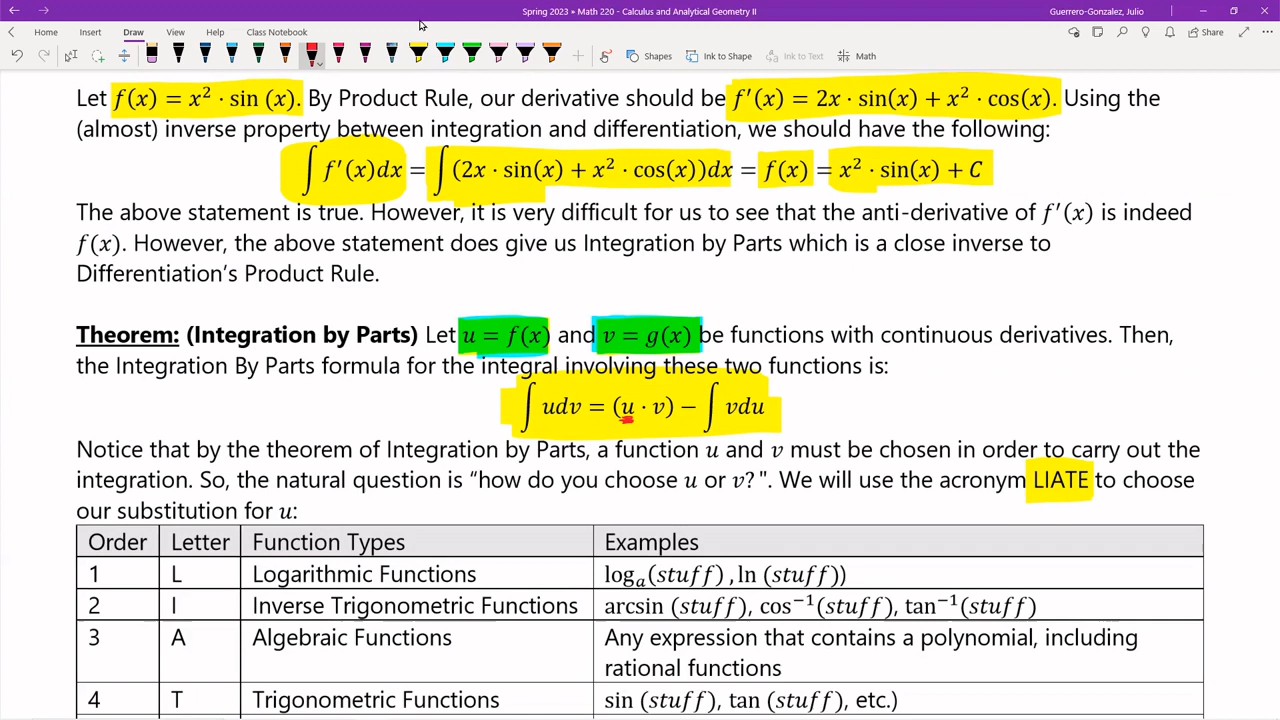 Spring 2023 » Math 220 - Calculus and Analytical Geometry II
Guerrero-Gonzalez, Julio
Home Insert Draw View Help Class Notebook
Share
Shapes Ink to Shape Ink to Text Math
Let f(x) = x² · sin (x). By Product Rule, our derivative should be f′(x) = 2x · sin(x) + x² · cos(x). Using the
(almost) inverse property between integration and differentiation, we should have the following:
∫ f′(x)dx = ∫ (2x · sin(x) + x² · cos(x))dx = f(x) = x² · sin(x) + C
The above statement is true. However, it is very difficult for us to see that the anti-derivative of f′(x) is indeed
f(x). However, the above statement does give us Integration by Parts which is a close inverse to
Differentiation’s Product Rule.
Theorem: (Integration by Parts) Let u = f(x) and v = g(x) be functions with continuous derivatives. Then,
the Integration By Parts formula for the integral involving these two functions is:
∫ udv = (u · v) − ∫ vdu
Notice that by the theorem of Integration by Parts, a function u and v must be chosen in order to carry out the
integration. So, the natural question is “how do you choose u or v?". We will use the acronym LIATE to choose
our substitution for u:
Order Letter Function Types Examples
1 L Logarithmic Functions logₐ(stuff) , ln (stuff))
2 I Inverse Trigonometric Functions arcsin (stuff), cos⁻¹(stuff), tan⁻¹(stuff)
3 A Algebraic Functions Any expression that contains a polynomial, including
rational functions
4 T Trigonometric Functions sin (stuff), tan (stuff), etc.)